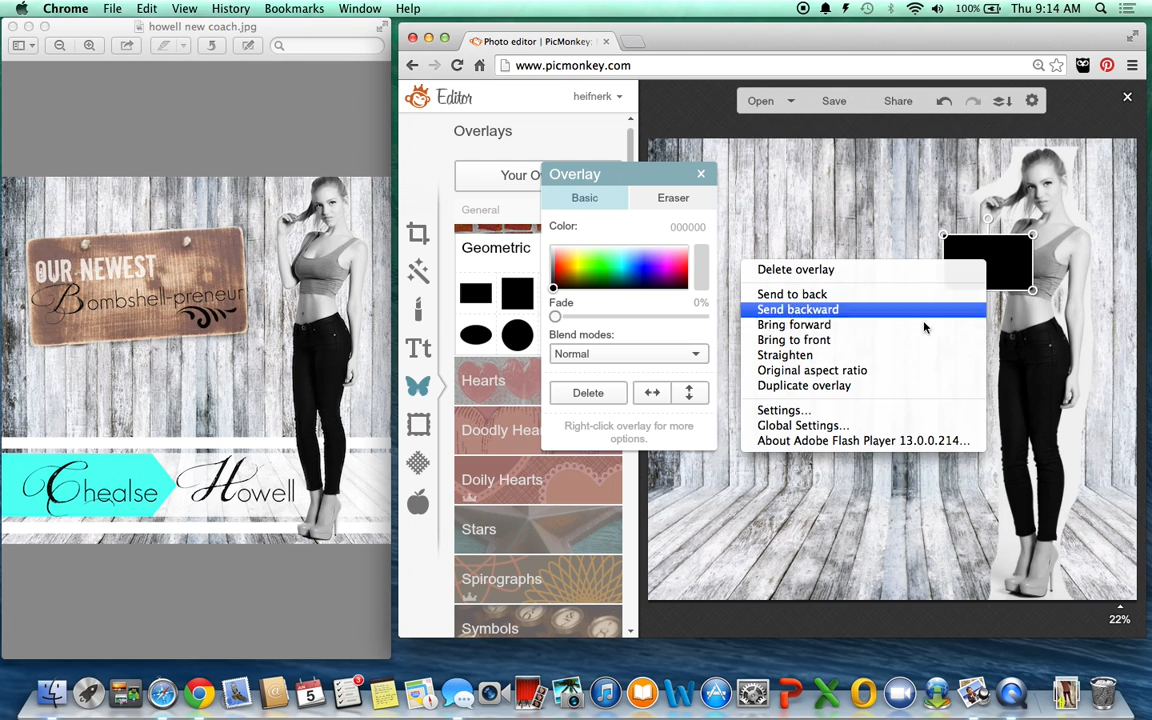 Chrome File Edit View History Bookmarks Window Help
100% Thu 9:14 AM
howell new coach.jpg
OUR NEWEST
Bombshell-preneur
Chealse Howell
Photo editor | PicMonkey:
www.picmonkey.com
Editor
heifnerk
Open Save Share
Overlays
Your O
General
Geometric
Hearts
Doodly Hea
Doily Hearts
Stars
Spirographs
Symbols
Overlay
Basic Eraser
Color: 000000
Fade 0%
Blend modes:
Normal
Delete
Right-click overlay for more
options.
Delete overlay
Send to back
Send backward
Bring forward
Bring to front
Straighten
Original aspect ratio
Duplicate overlay
Settings...
Global Settings...
About Adobe Flash Player 13.0.0.214...
22%
Tt
JUN
5
3